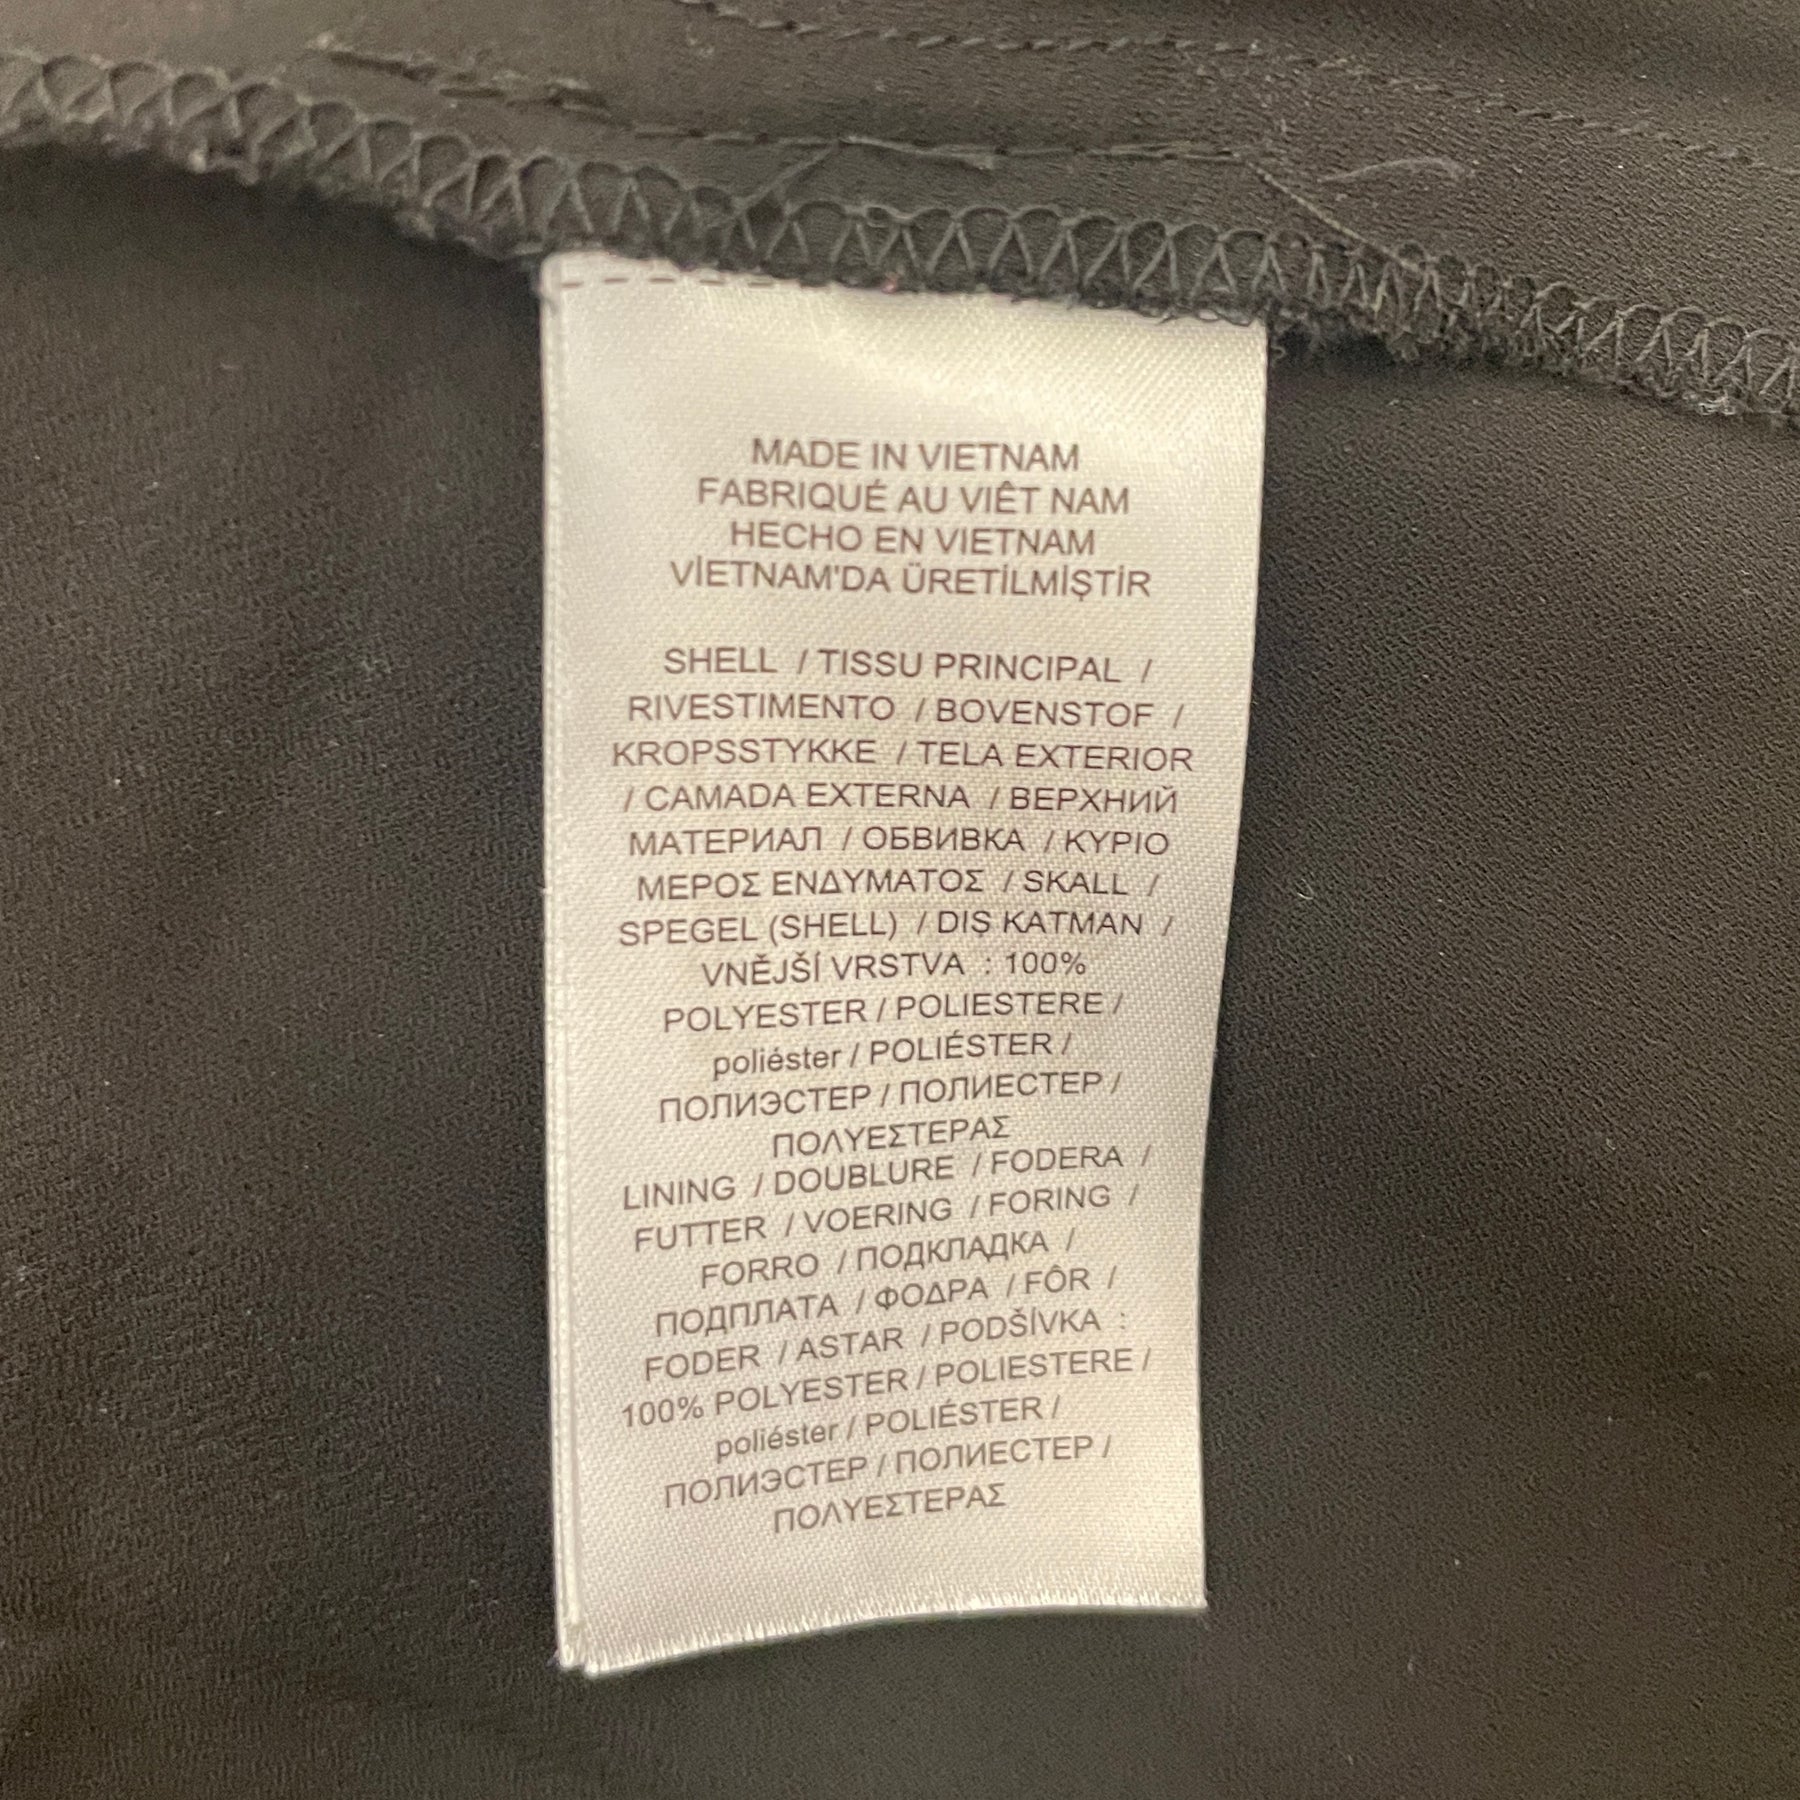 MADE IN VIETNAM
FABRIQUÉ AU VIÊT NAM
HECHO EN VIETNAM
VİETNAM'DA ÜRETİLMİŞTİR
SHELL / TISSU PRINCIPAL /
RIVESTIMENTO / BOVENSTOF /
KROPSSTYKKE / TELA EXTERIOR
/ CAMADA EXTERNA / ВЕРХНИЙ
МАТЕРИАЛ / ОБВИВКА / ΚΥΡΙΟ
ΜΕΡΟΣ ΕΝΔΥΜΑΤΟΣ / SKALL /
SPEGEL (SHELL) / DIŞ KATMAN /
VNĚJŠÍ VRSTVA : 100%
POLYESTER / POLIESTERE /
poliéster / POLIÉSTER /
ПОЛИЭСТЕР / ПОЛИЕСТЕР /
ΠΟΛΥΕΣΤΕΡΑΣ
LINING / DOUBLURE / FODERA /
FUTTER / VOERING / FORING /
FORRO / ПОДКЛАДКА /
ПОДПЛАТА / ΦΟΔΡΑ / FÔR /
FODER / ASTAR / PODŠÍVKA :
100% POLYESTER / POLIESTERE /
poliéster / POLIÉSTER /
ПОЛИЭСТЕР / ПОЛИЕСТЕР /
ΠΟΛΥΕΣΤΕΡΑΣ